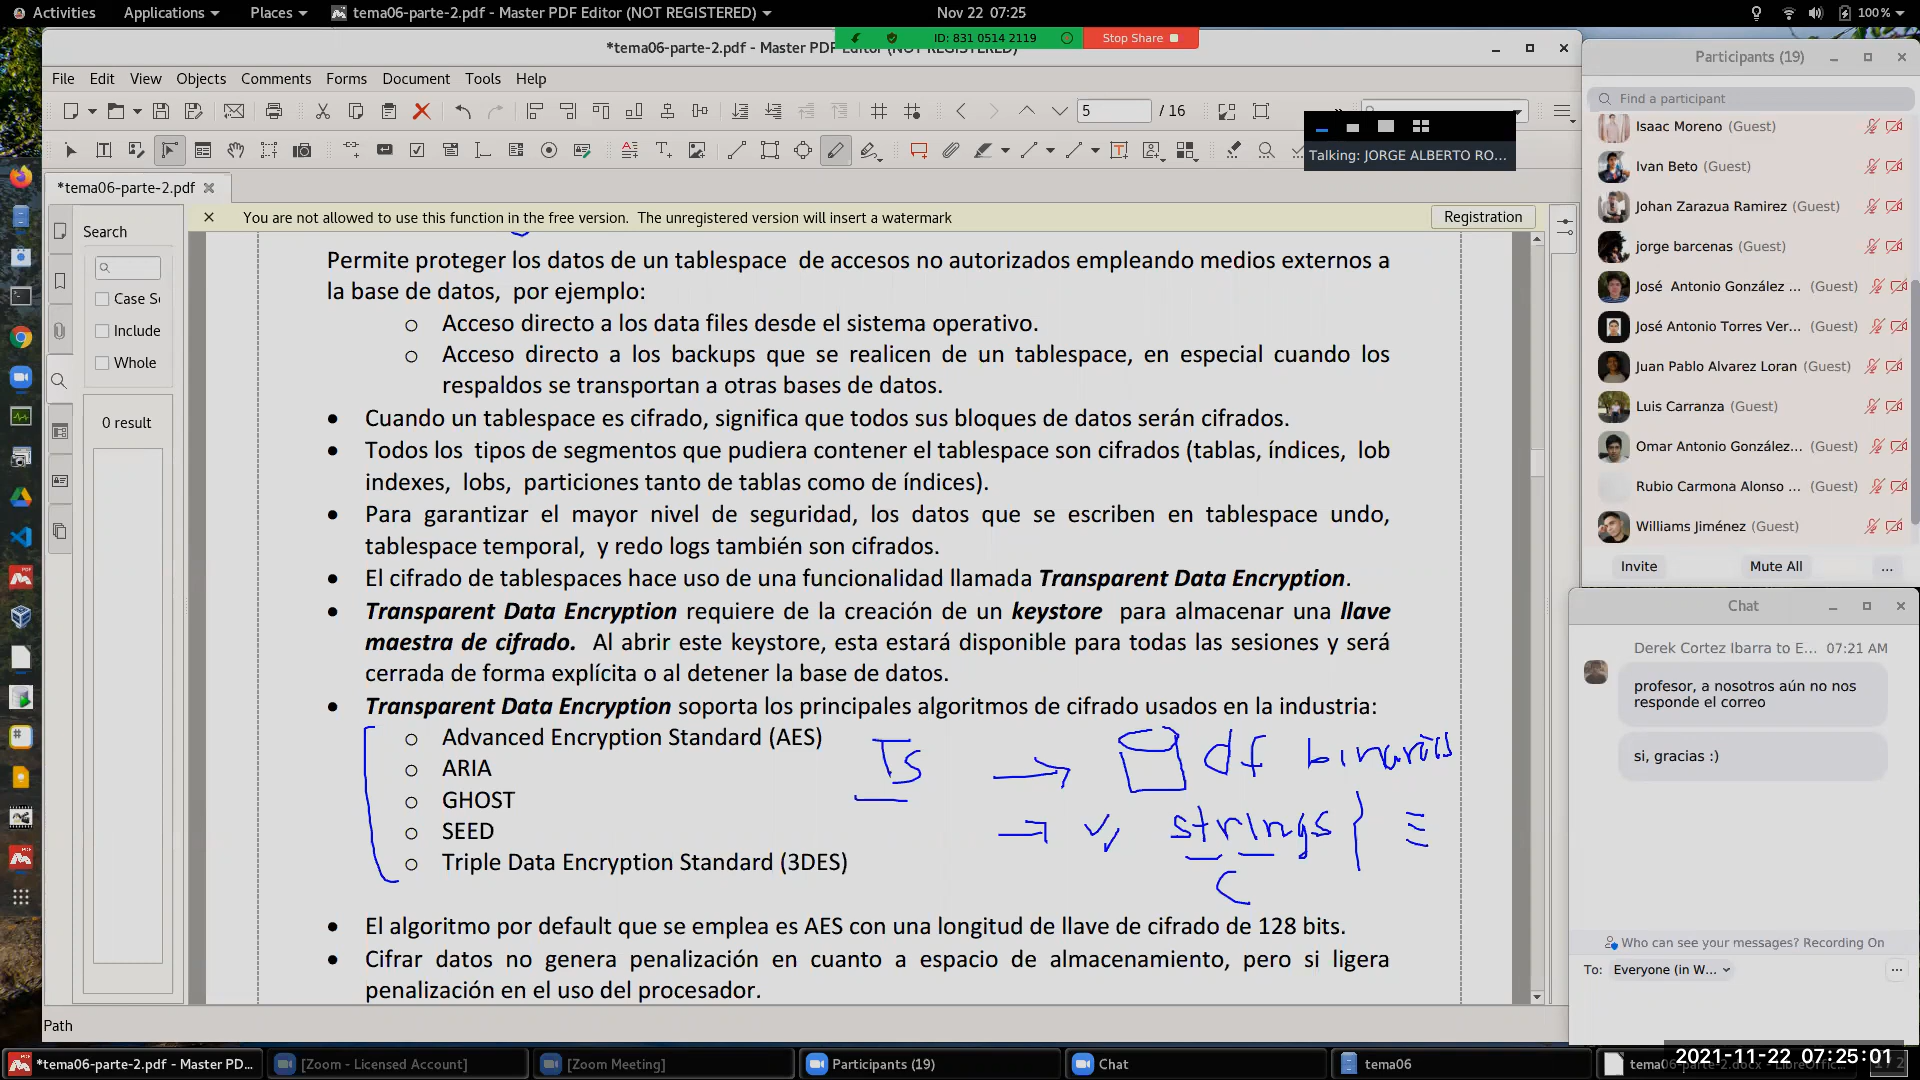 Activities Applications Places tema06-parte-2.pdf - Master PDF Editor (NOT REGISTERED) Nov 22 07:25 100%
*tema06-parte-2.pdf - Master PDF Editor (NOT REGISTERED)
ID: 831 0514 2119 Stop Share
File Edit View Objects Comments Forms Document Tools Help
5 / 16
Talking: JORGE ALBERTO RO...
*tema06-parte-2.pdf
You are not allowed to use this function in the free version. The unregistered version will insert a watermark
Registration
Search
Case Se
Include
Whole
0 result
Permite proteger los datos de un tablespace de accesos no autorizados empleando medios externos a
la base de datos, por ejemplo:
o Acceso directo a los data files desde el sistema operativo.
o Acceso directo a los backups que se realicen de un tablespace, en especial cuando los
respaldos se transportan a otras bases de datos.
• Cuando un tablespace es cifrado, significa que todos sus bloques de datos serán cifrados.
• Todos los tipos de segmentos que pudiera contener el tablespace son cifrados (tablas, índices, lob
indexes, lobs, particiones tanto de tablas como de índices).
• Para garantizar el mayor nivel de seguridad, los datos que se escriben en tablespace undo,
tablespace temporal, y redo logs también son cifrados.
• El cifrado de tablespaces hace uso de una funcionalidad llamada Transparent Data Encryption.
• Transparent Data Encryption requiere de la creación de un keystore para almacenar una llave
maestra de cifrado. Al abrir este keystore, esta estará disponible para todas las sesiones y será
cerrada de forma explícita o al detener la base de datos.
• Transparent Data Encryption soporta los principales algoritmos de cifrado usados en la industria:
o Advanced Encryption Standard (AES)
o ARIA
o GHOST
o SEED
o Triple Data Encryption Standard (3DES)
Ts → df binarios
→ strings
• El algoritmo por default que se emplea es AES con una longitud de llave de cifrado de 128 bits.
• Cifrar datos no genera penalización en cuanto a espacio de almacenamiento, pero si ligera
penalización en el uso del procesador.
Path
Participants (19)
Find a participant
Isaac Moreno (Guest)
Ivan Beto (Guest)
Johan Zarazua Ramirez (Guest)
jorge barcenas (Guest)
José Antonio González ... (Guest)
José Antonio Torres Ver... (Guest)
Juan Pablo Alvarez Loran (Guest)
Luis Carranza (Guest)
Omar Antonio González... (Guest)
Rubio Carmona Alonso ... (Guest)
Williams Jiménez (Guest)
Invite Mute All ...
Chat
Derek Cortez Ibarra to E... 07:21 AM
profesor, a nosotros aún no nos
responde el correo
si, gracias :)
Who can see your messages? Recording On
To: Everyone (in W...
*tema06-parte-2.pdf - Master PD... [Zoom - Licensed Account] [Zoom Meeting] Participants (19) Chat tema06
2021-11-22 07:25:01